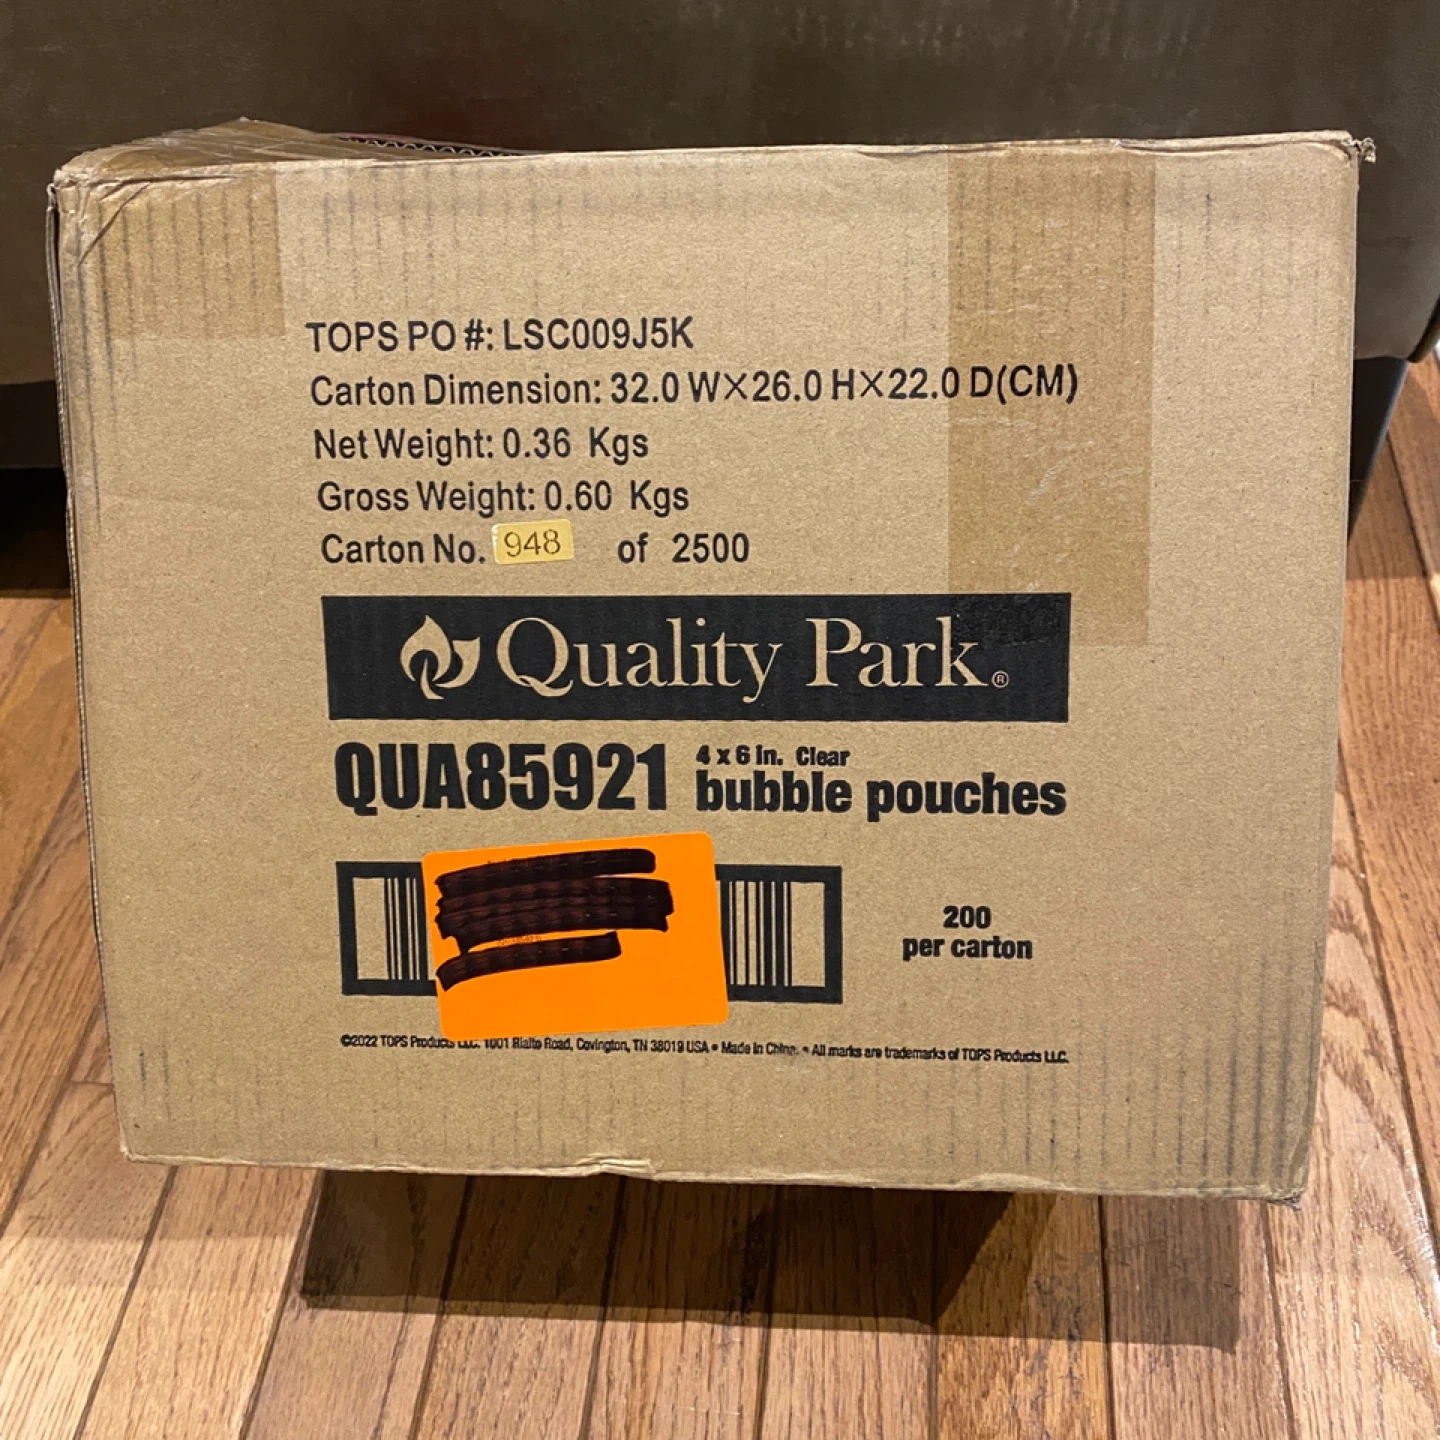 TOPS PO #: LSC009J5K
Carton Dimension: 32.0 W×26.0 H×22.0 D(CM)
Net Weight: 0.36 Kgs
Gross Weight: 0.60 Kgs
Carton No. 948 of 2500
Quality Park®
QUA85921 4 x 6 in. Clear
bubble pouches
200
per carton
©2022 TOPS Products LLC. 1001 Rialto Road, Covington, TN 38019 USA • Made in China. • All marks are trademarks of TOPS Products LLC.